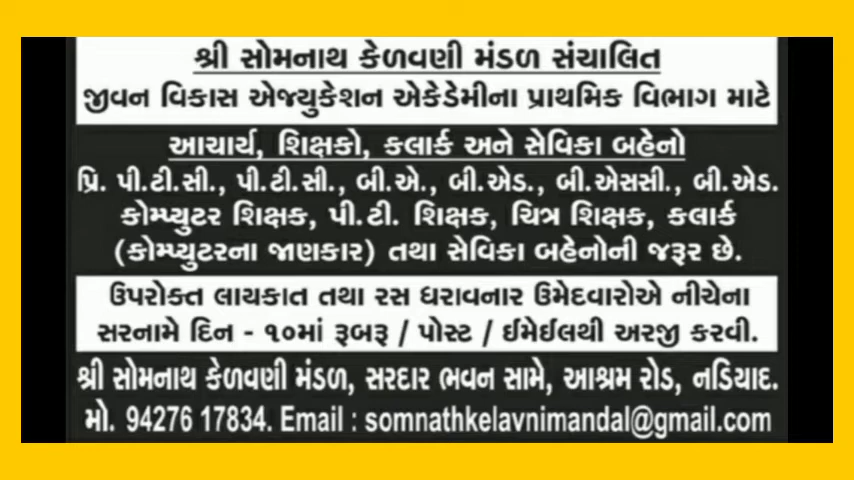 શ્રી સોમનાથ કેળવણી મંડળ સંચાલિત
જીવન વિકાસ એજ્યુકેશન એકેડેમીના પ્રાથમિક વિભાગ માટે
આચાર્ય, શિક્ષકો, કલાર્ક અને સેવિકા બહેનો
પ્રિ. પી.ટી.સી., પી.ટી.સી., બી.એ., બી.એડ., બી.એસસી., બી.એડ.
કોમ્પ્યુટર શિક્ષક, પી.ટી. શિક્ષક, ચિત્ર શિક્ષક, કલાર્ક
(કોમ્પ્યુટરના જાણકાર) તથા સેવિકા બહેનોની જરૂર છે.
ઉપરોક્ત લાયકાત તથા રસ ધરાવનાર ઉમેદવારોએ નીચેના
સરનામે દિન - ૧૦માં રૂબરૂ / પોસ્ટ / ઈમેઈલથી અરજી કરવી.
શ્રી સોમનાથ કેળવણી મંડળ, સરદાર ભવન સામે, આશ્રમ રોડ, નડિયાદ.
મો. 94276 17834. Email : somnathkelavnimandal@gmail.com